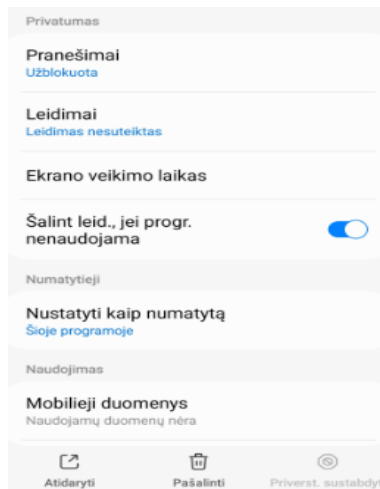 Privatumas
Pranešimai
Užblokuota
Leidimai
Leidimas nesuteiktas
Ekrano veikimo laikas
Šalint leid., jei progr.
nenaudojama
Numatytieji
Nustatyti kaip numatytą
Šioje programoje
Naudojimas
Mobilieji duomenys
Naudojamų duomenų nėra
Atidaryti
Pašalinti
Priverst. sustabdyt